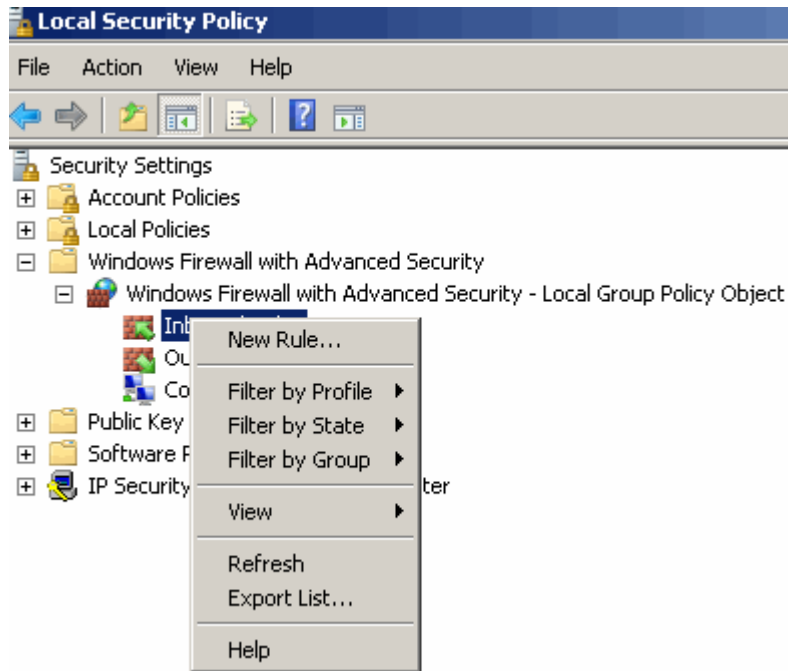 Local Security Policy
File Action View Help
Security Settings
Account Policies
Local Policies
Windows Firewall with Advanced Security
Windows Firewall with Advanced Security - Local Group Policy Object
New Rule...
Filter by Profile
Public Key
Filter by State
Software
Filter by Group
IP Security
View
Refresh
Export List...
Help